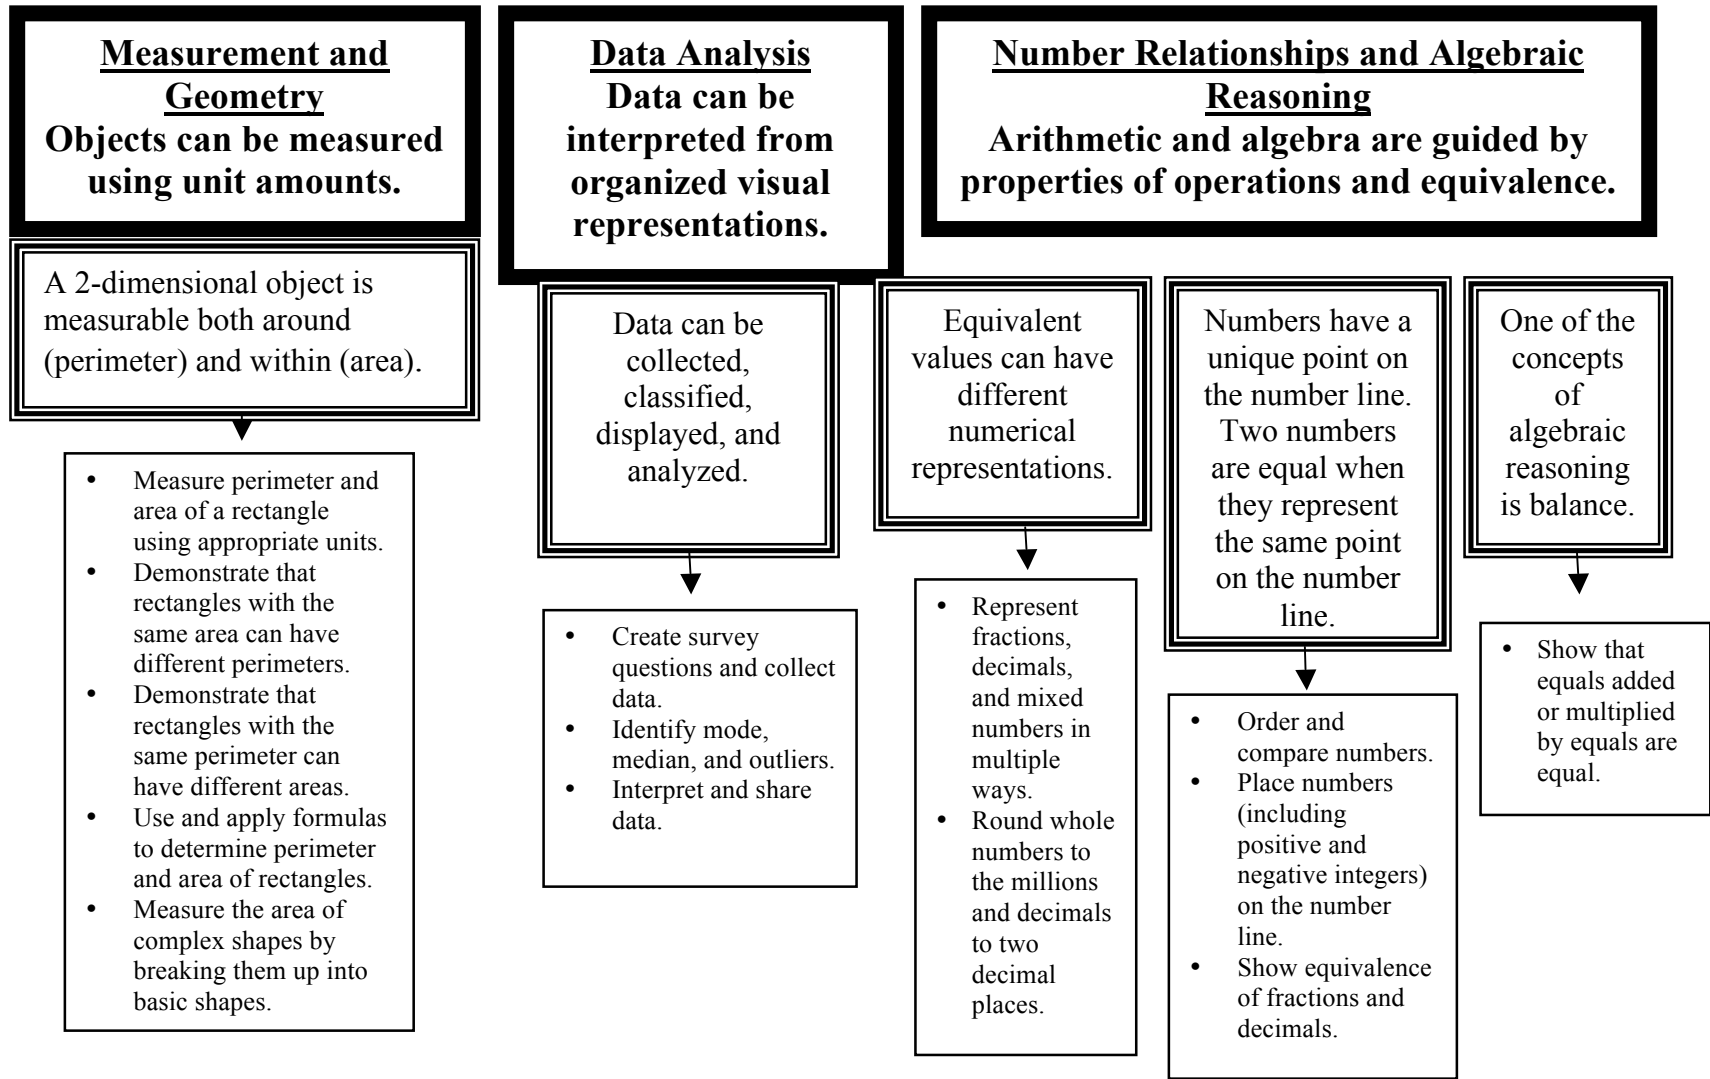 Measurement and
Geometry
Objects can be measured
using unit amounts.
A 2-dimensional object is
measurable both around
(perimeter) and within (area).
• Measure perimeter and
area of a rectangle
using appropriate units.
• Demonstrate that
rectangles with the
same area can have
different perimeters.
• Demonstrate that
rectangles with the
same perimeter can
have different areas.
• Use and apply formulas
to determine perimeter
and area of rectangles.
• Measure the area of
complex shapes by
breaking them up into
basic shapes.
Data Analysis
Data can be
interpreted from
organized visual
representations.
Data can be
collected,
classified,
displayed, and
analyzed.
• Create survey
questions and collect
data.
• Identify mode,
median, and outliers.
• Interpret and share
data.
Number Relationships and Algebraic
Reasoning
Arithmetic and algebra are guided by
properties of operations and equivalence.
Equivalent
values can have
different
numerical
representations.
• Represent
fractions,
decimals,
and mixed
numbers in
multiple
ways.
• Round whole
numbers to
the millions
and decimals
to two
decimal
places.
Numbers have a
unique point on
the number line.
Two numbers
are equal when
they represent
the same point
on the number
line.
• Order and
compare numbers.
• Place numbers
(including
positive and
negative integers)
on the number
line.
• Show equivalence
of fractions and
decimals.
One of the
concepts
of
algebraic
reasoning
is balance.
• Show that
equals added
or multiplied
by equals are
equal.